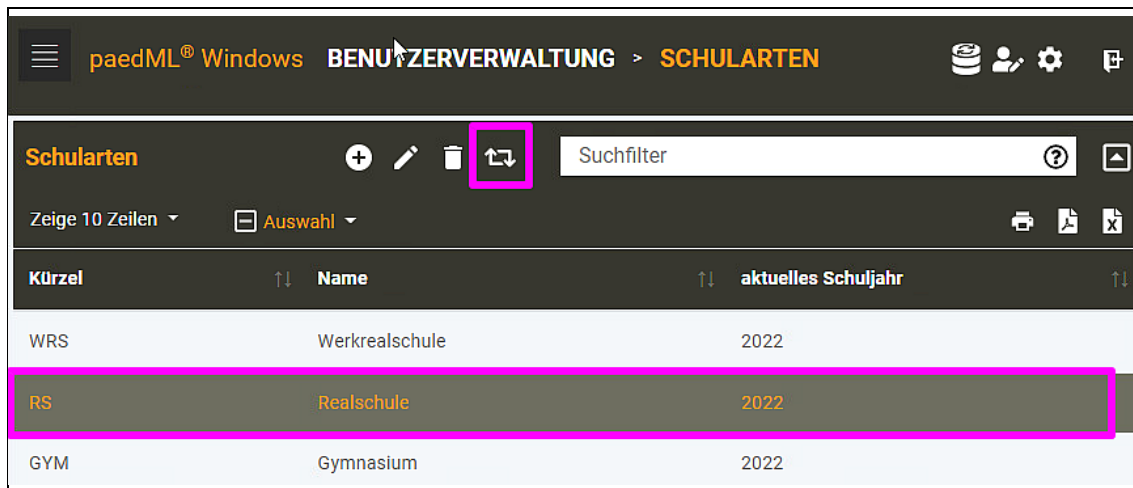 paedML® Windows BENUTZERVERWALTUNG > SCHULARTEN
Schularten Suchfilter
Zeige 10 Zeilen Auswahl
Kürzel Name aktuelles Schuljahr
WRS Werkrealschule 2022
RS Realschule 2022
GYM Gymnasium 2022